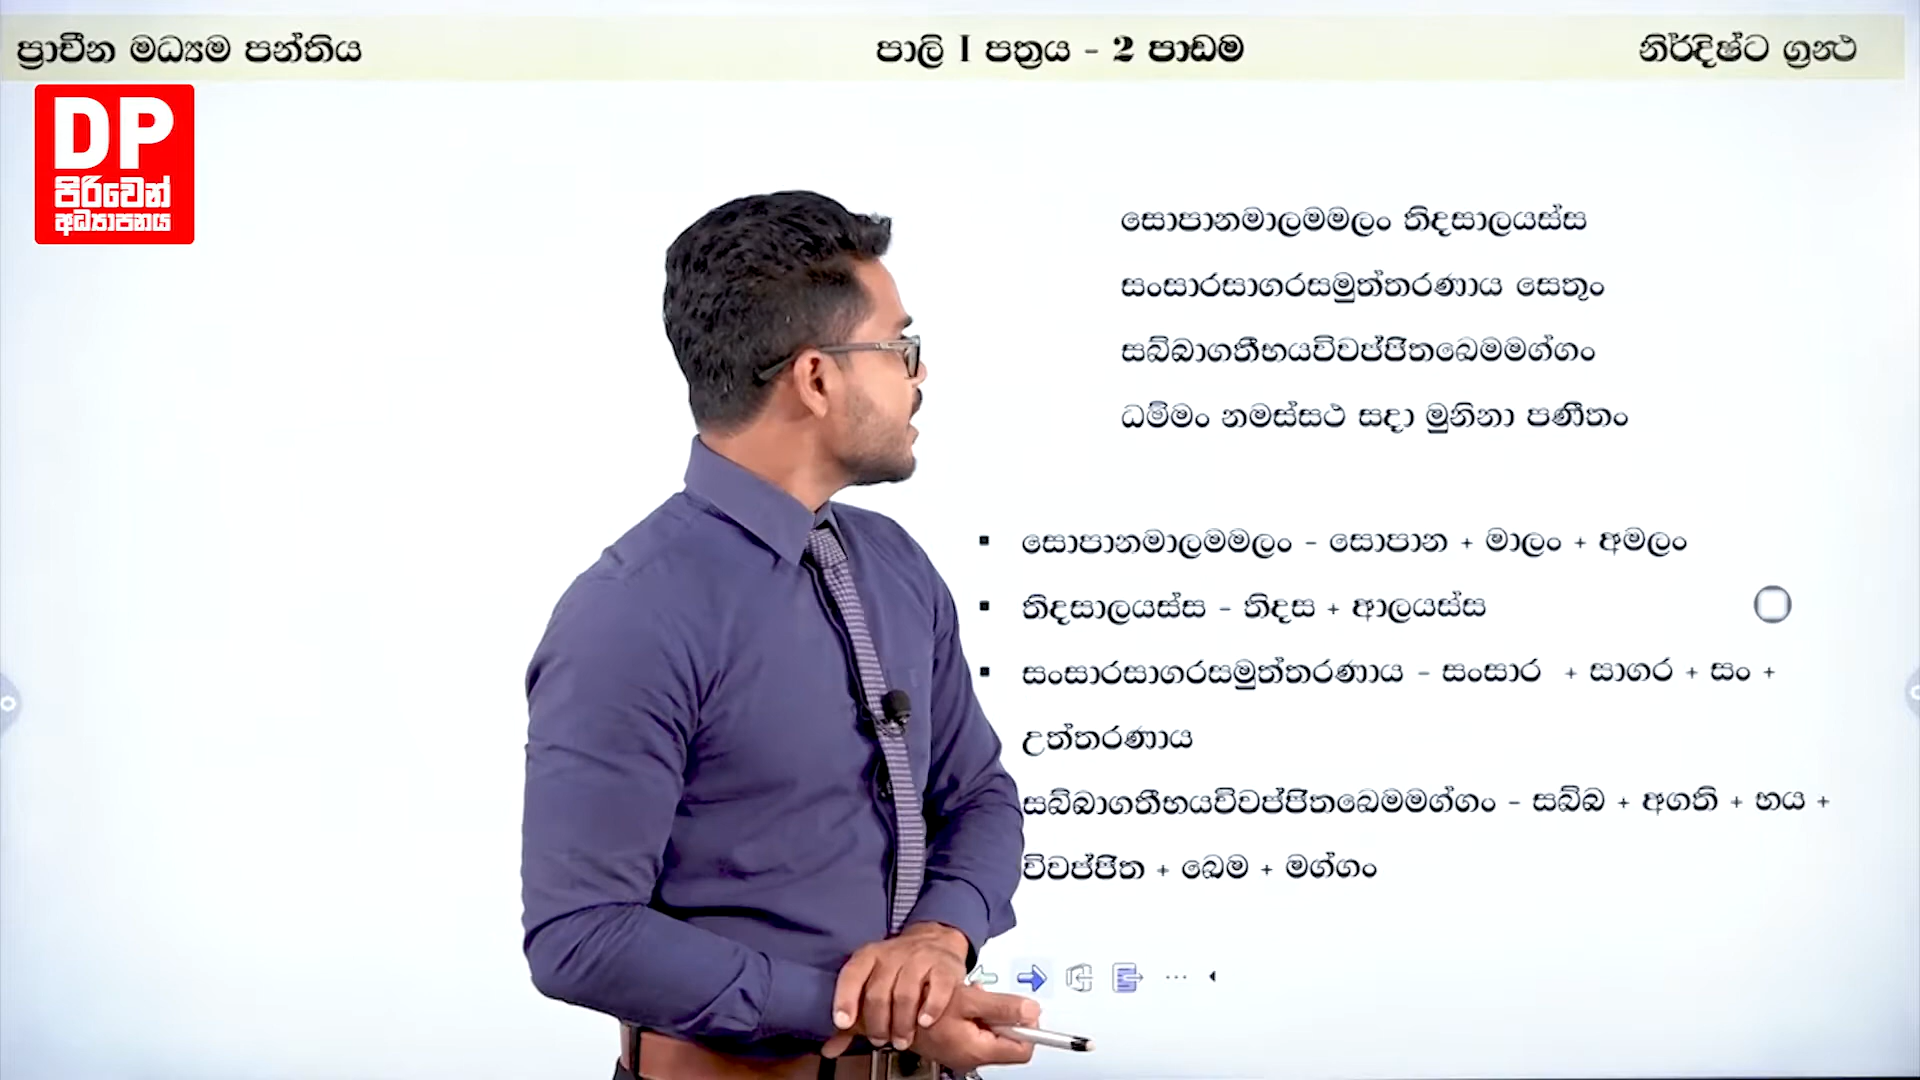 ප්‍රාචීන මධ්‍යම පන්තිය
පාලි I පත්‍රය - 2 පාඩම
නිර්දිෂ්ට ග්‍රන්ථ
DP
පිරිවෙන්
අධ්‍යාපනය
සොපානමාලමමලං තිදසාලයස්ස
සංසාරසාගරසමුත්තරණාය සෙතුං
සබ්බාගතීභයවිවජ්ජිතඛෙමමග්ගං
ධම්මං නමස්සථ සදා මුනිනා පණීතං
▪ සොපානමාලමමලං - සොපාන + මාලං + අමලං
▪ තිදසාලයස්ස - තිදස + ආලයස්ස
▪ සංසාරසාගරසමුත්තරණාය - සංසාර + සාගර + සං +
උත්තරණාය
සබ්බාගතීභයවිවජ්ජිතඛෙමමග්ගං - සබ්බ + අගති + භය +
විවජ්ජිත + ඛෙම + මග්ගං